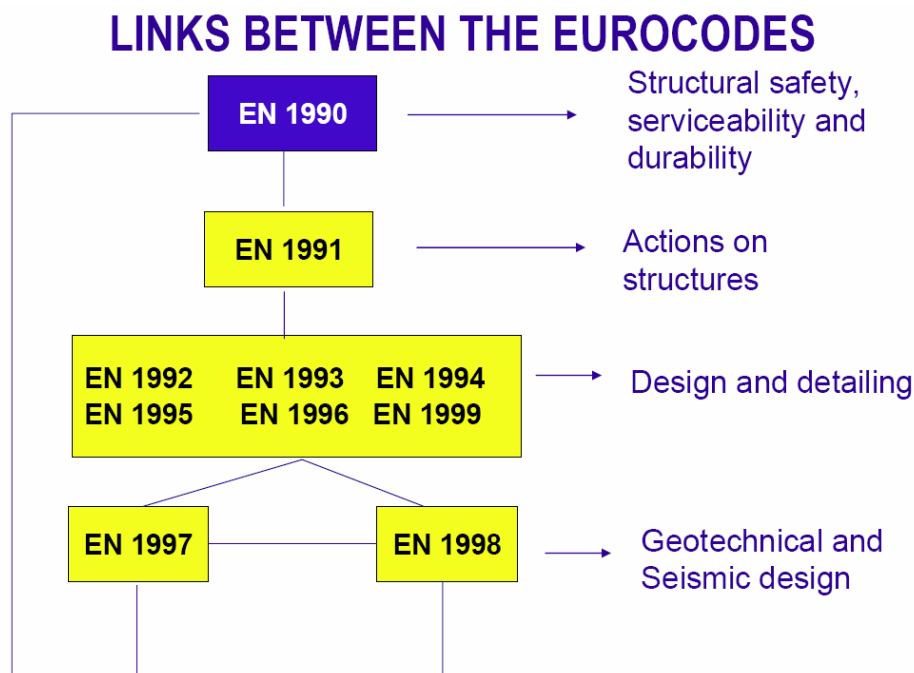 LINKS BETWEEN THE EUROCODES
EN 1990
Structural safety,
serviceability and
durability
EN 1991
Actions on
structures
EN 1992 EN 1993 EN 1994
EN 1995 EN 1996 EN 1999
Design and detailing
EN 1997
EN 1998
Geotechnical and
Seismic design